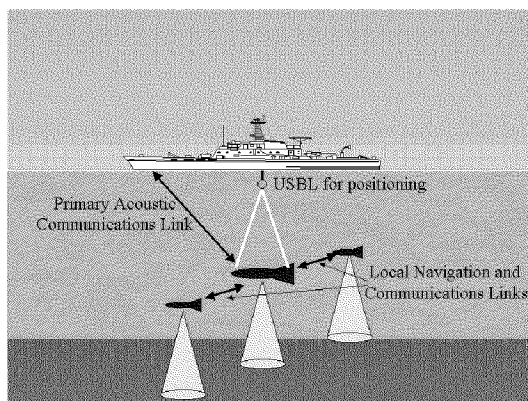 USBL for positioning
Primary Acoustic
Communications Link
Local Navigation and
Communications Links